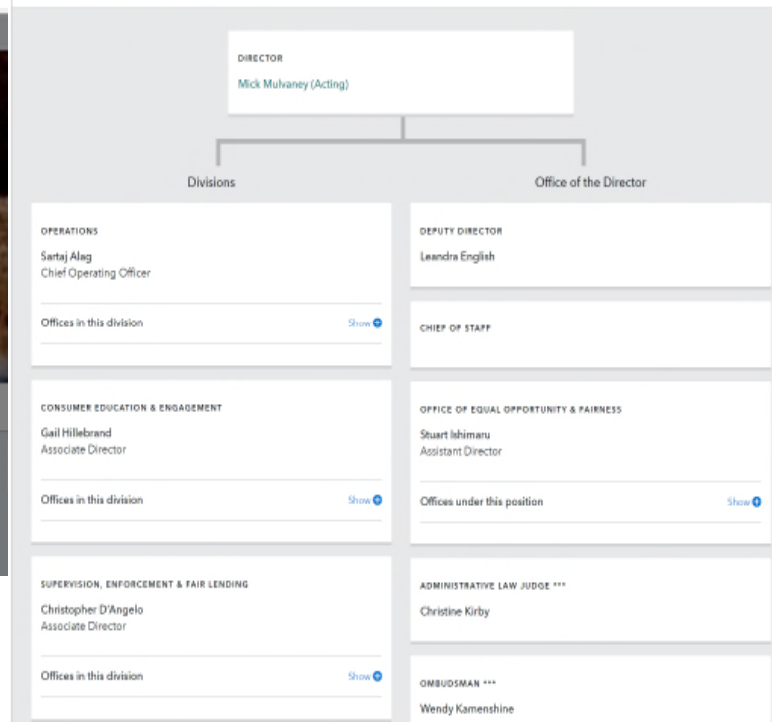 DIRECTOR
Mick Mulvaney (Acting)
Divisions
OPERATIONS
Sartaj Alag
Chief Operating Officer
Offices in this division Show
CONSUMER EDUCATION & ENGAGEMENT
Gail Hillebrand
Associate Director
Offices in this division Show
SUPERVISION, ENFORCEMENT & FAIR LENDING
Christopher D'Angelo
Associate Director
Offices in this division Show
Office of the Director
DEPUTY DIRECTOR
Leandra English
CHIEF OF STAFF
OFFICE OF EQUAL OPPORTUNITY & FAIRNESS
Stuart Ishimaru
Assistant Director
Offices under this position Show
ADMINISTRATIVE LAW JUDGE ***
Christine Kirby
OMBUDSMAN ***
Wendy Kamenshine